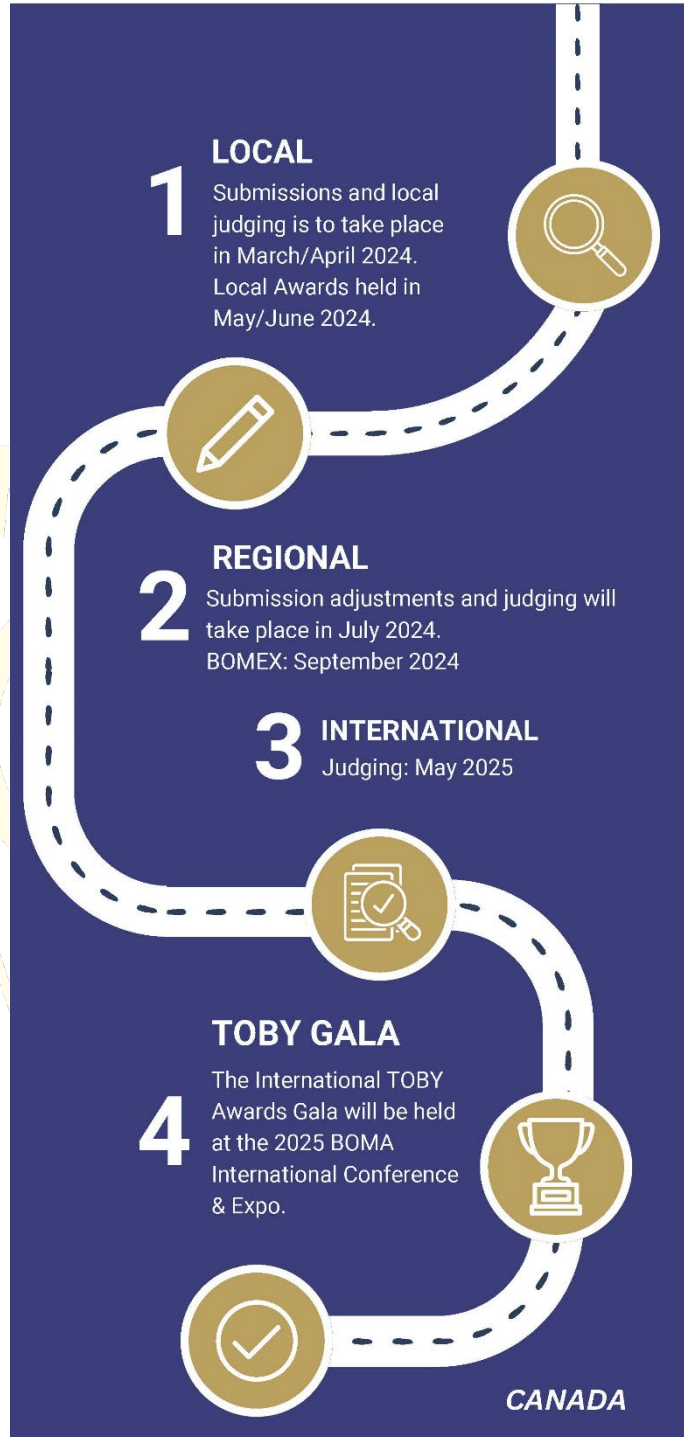 1
LOCAL
Submissions and local
judging is to take place
in March/April 2024.
Local Awards held in
May/June 2024.
2
REGIONAL
Submission adjustments and judging will
take place in July 2024.
BOMEX: September 2024
3
INTERNATIONAL
Judging: May 2025
4
TOBY GALA
The International TOBY
Awards Gala will be held
at the 2025 BOMA
International Conference
& Expo.
CANADA